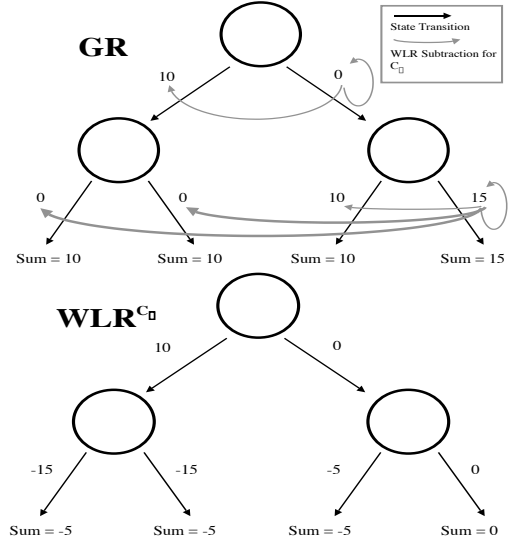 GR
State Transition
WLR Subtraction for
C▯
10 0
0 0 10 15
Sum = 10 Sum = 10 Sum = 10 Sum = 15
WLR^C▯
10 0
-15 -15 -5 0
Sum = -5 Sum = -5 Sum = -5 Sum = 0